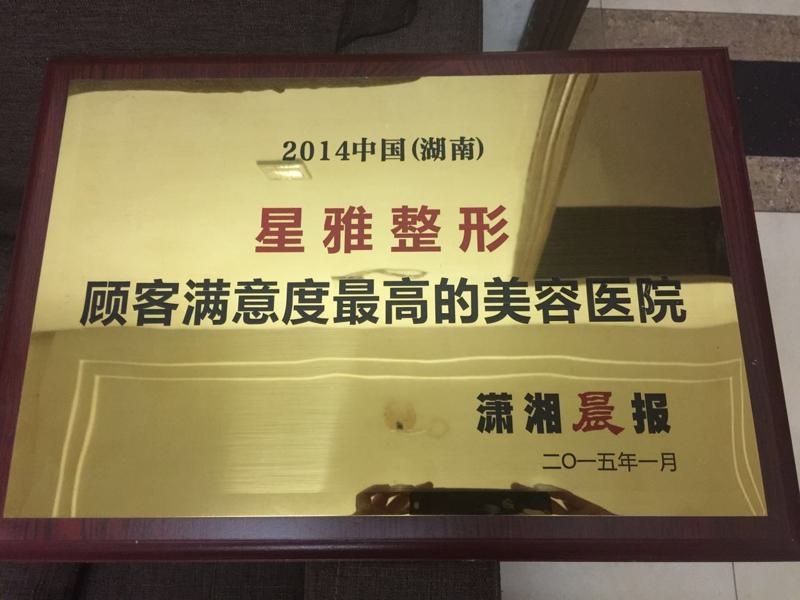 2014中国(湖南)
星雅整形
顾客满意度最高的美容医院
潇湘晨报
二〇一五年一月